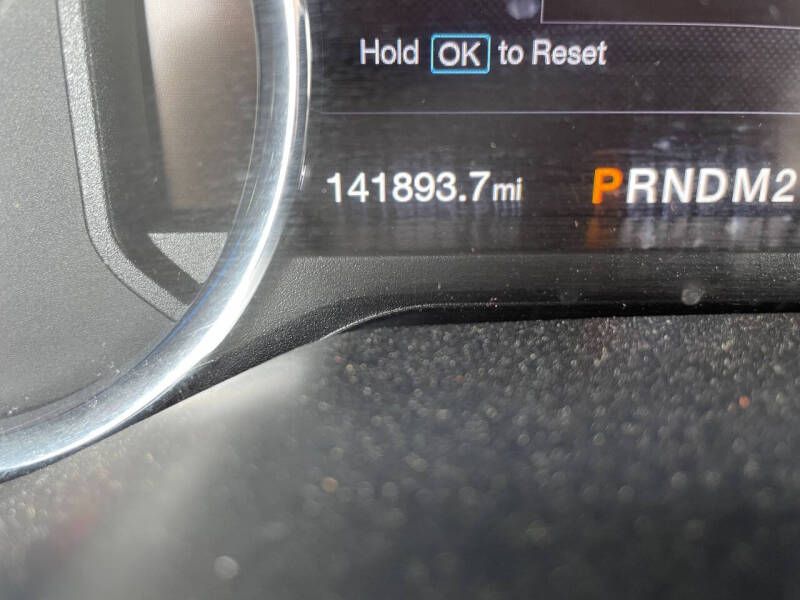 Hold OK to Reset
141893.7mi PRNDM2